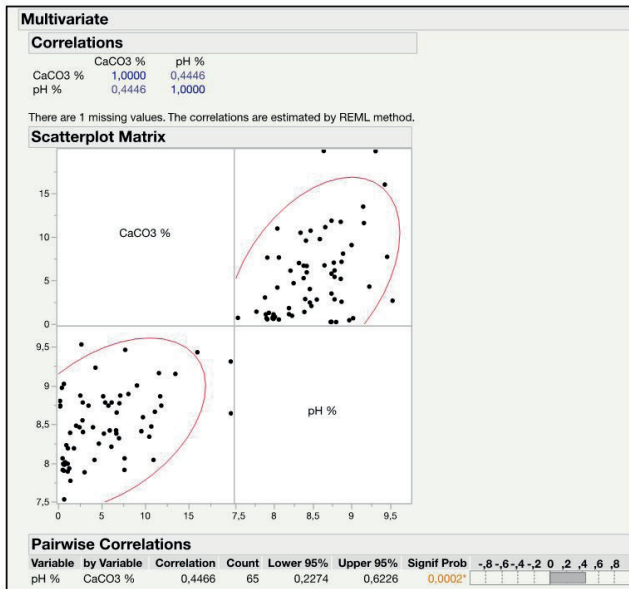 Multivariate
Correlations
CaCO3 % pH %
CaCO3 % 1,0000 0,4446
pH % 0,4446 1,0000
There are 1 missing values. The correlations are estimated by REML method.
Scatterplot Matrix
15
10
5
0
CaCO3 %
9,5
9
8,5
8
7,5
pH %
0 5 10 15 7,5 8 8,5 9 9,5
Pairwise Correlations
Variable by Variable Correlation Count Lower 95% Upper 95% Signif Prob -,8 -,6 -,4 -,2 0 ,2 ,4 ,6 ,8
pH % CaCO3 % 0,4466 65 0,2274 0,6226 0,0002*